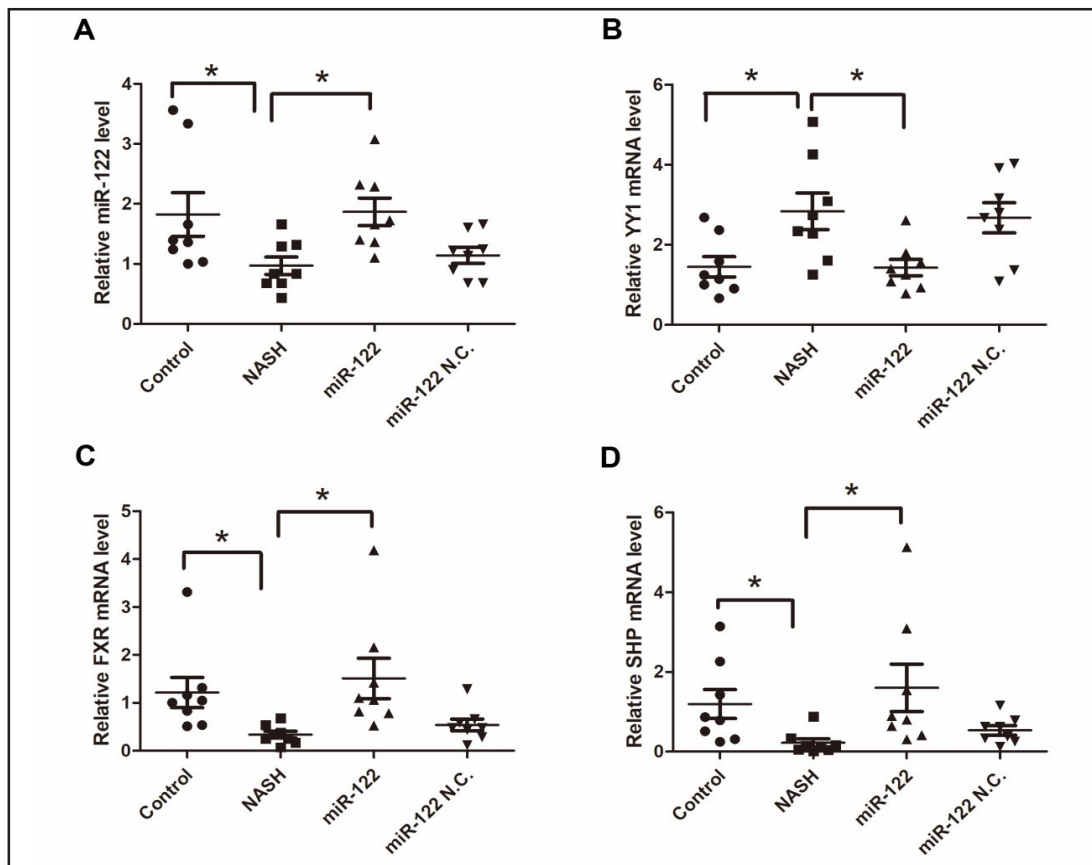 A
Relative miR-122 level
4
3
2
1
0
*
*
Control
NASH
miR-122
miR-122 N.C.
B
Relative YY1 mRNA level
6
4
2
0
*
*
Control
NASH
miR-122
miR-122 N.C.
C
Relative FXR mRNA level
5
4
3
2
1
0
*
*
Control
NASH
miR-122
miR-122 N.C.
D
Relative SHP mRNA level
6
4
2
0
*
*
Control
NASH
miR-122
miR-122 N.C.